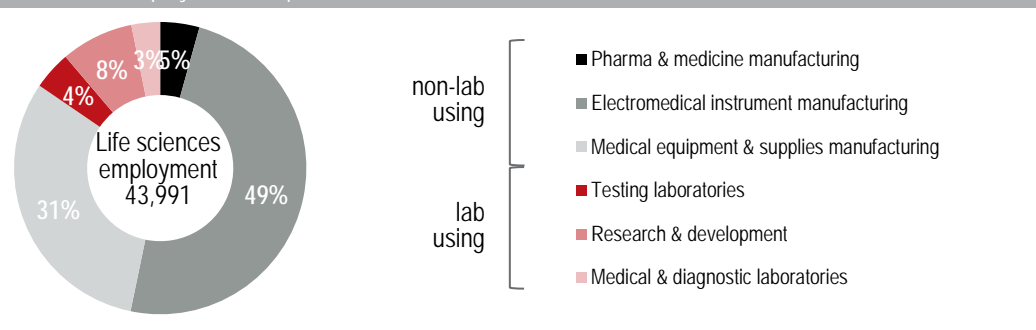 3%
5%
8%
4%
31%
49%
Life sciences
employment
43,991
non-lab
using
lab
using
Pharma & medicine manufacturing
Electromedical instrument manufacturing
Medical equipment & supplies manufacturing
Testing laboratories
Research & development
Medical & diagnostic laboratories